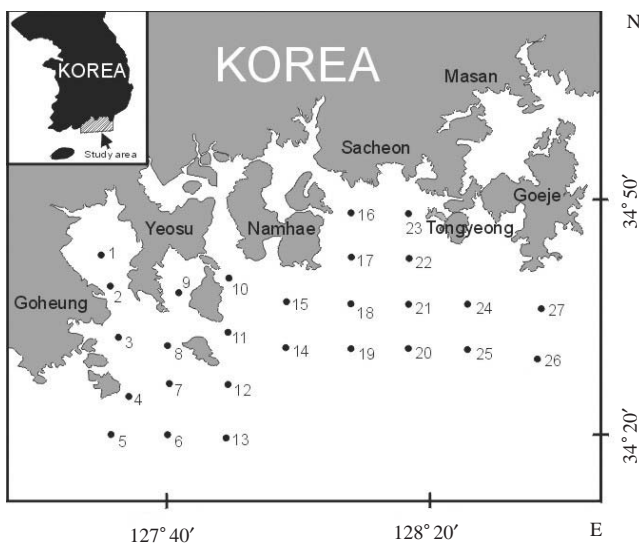 N
KOREA
KOREA
Study area
Masan
Sacheon
Goeje
34°50′
Yeosu
Namhae
16
23
Tongyeong
1
17
22
2
9
10
Goheung
15
18
21
24
27
3
8
11
14
19
20
25
26
7
12
4
5
6
13
34°20′
127°40′
128°20′
E